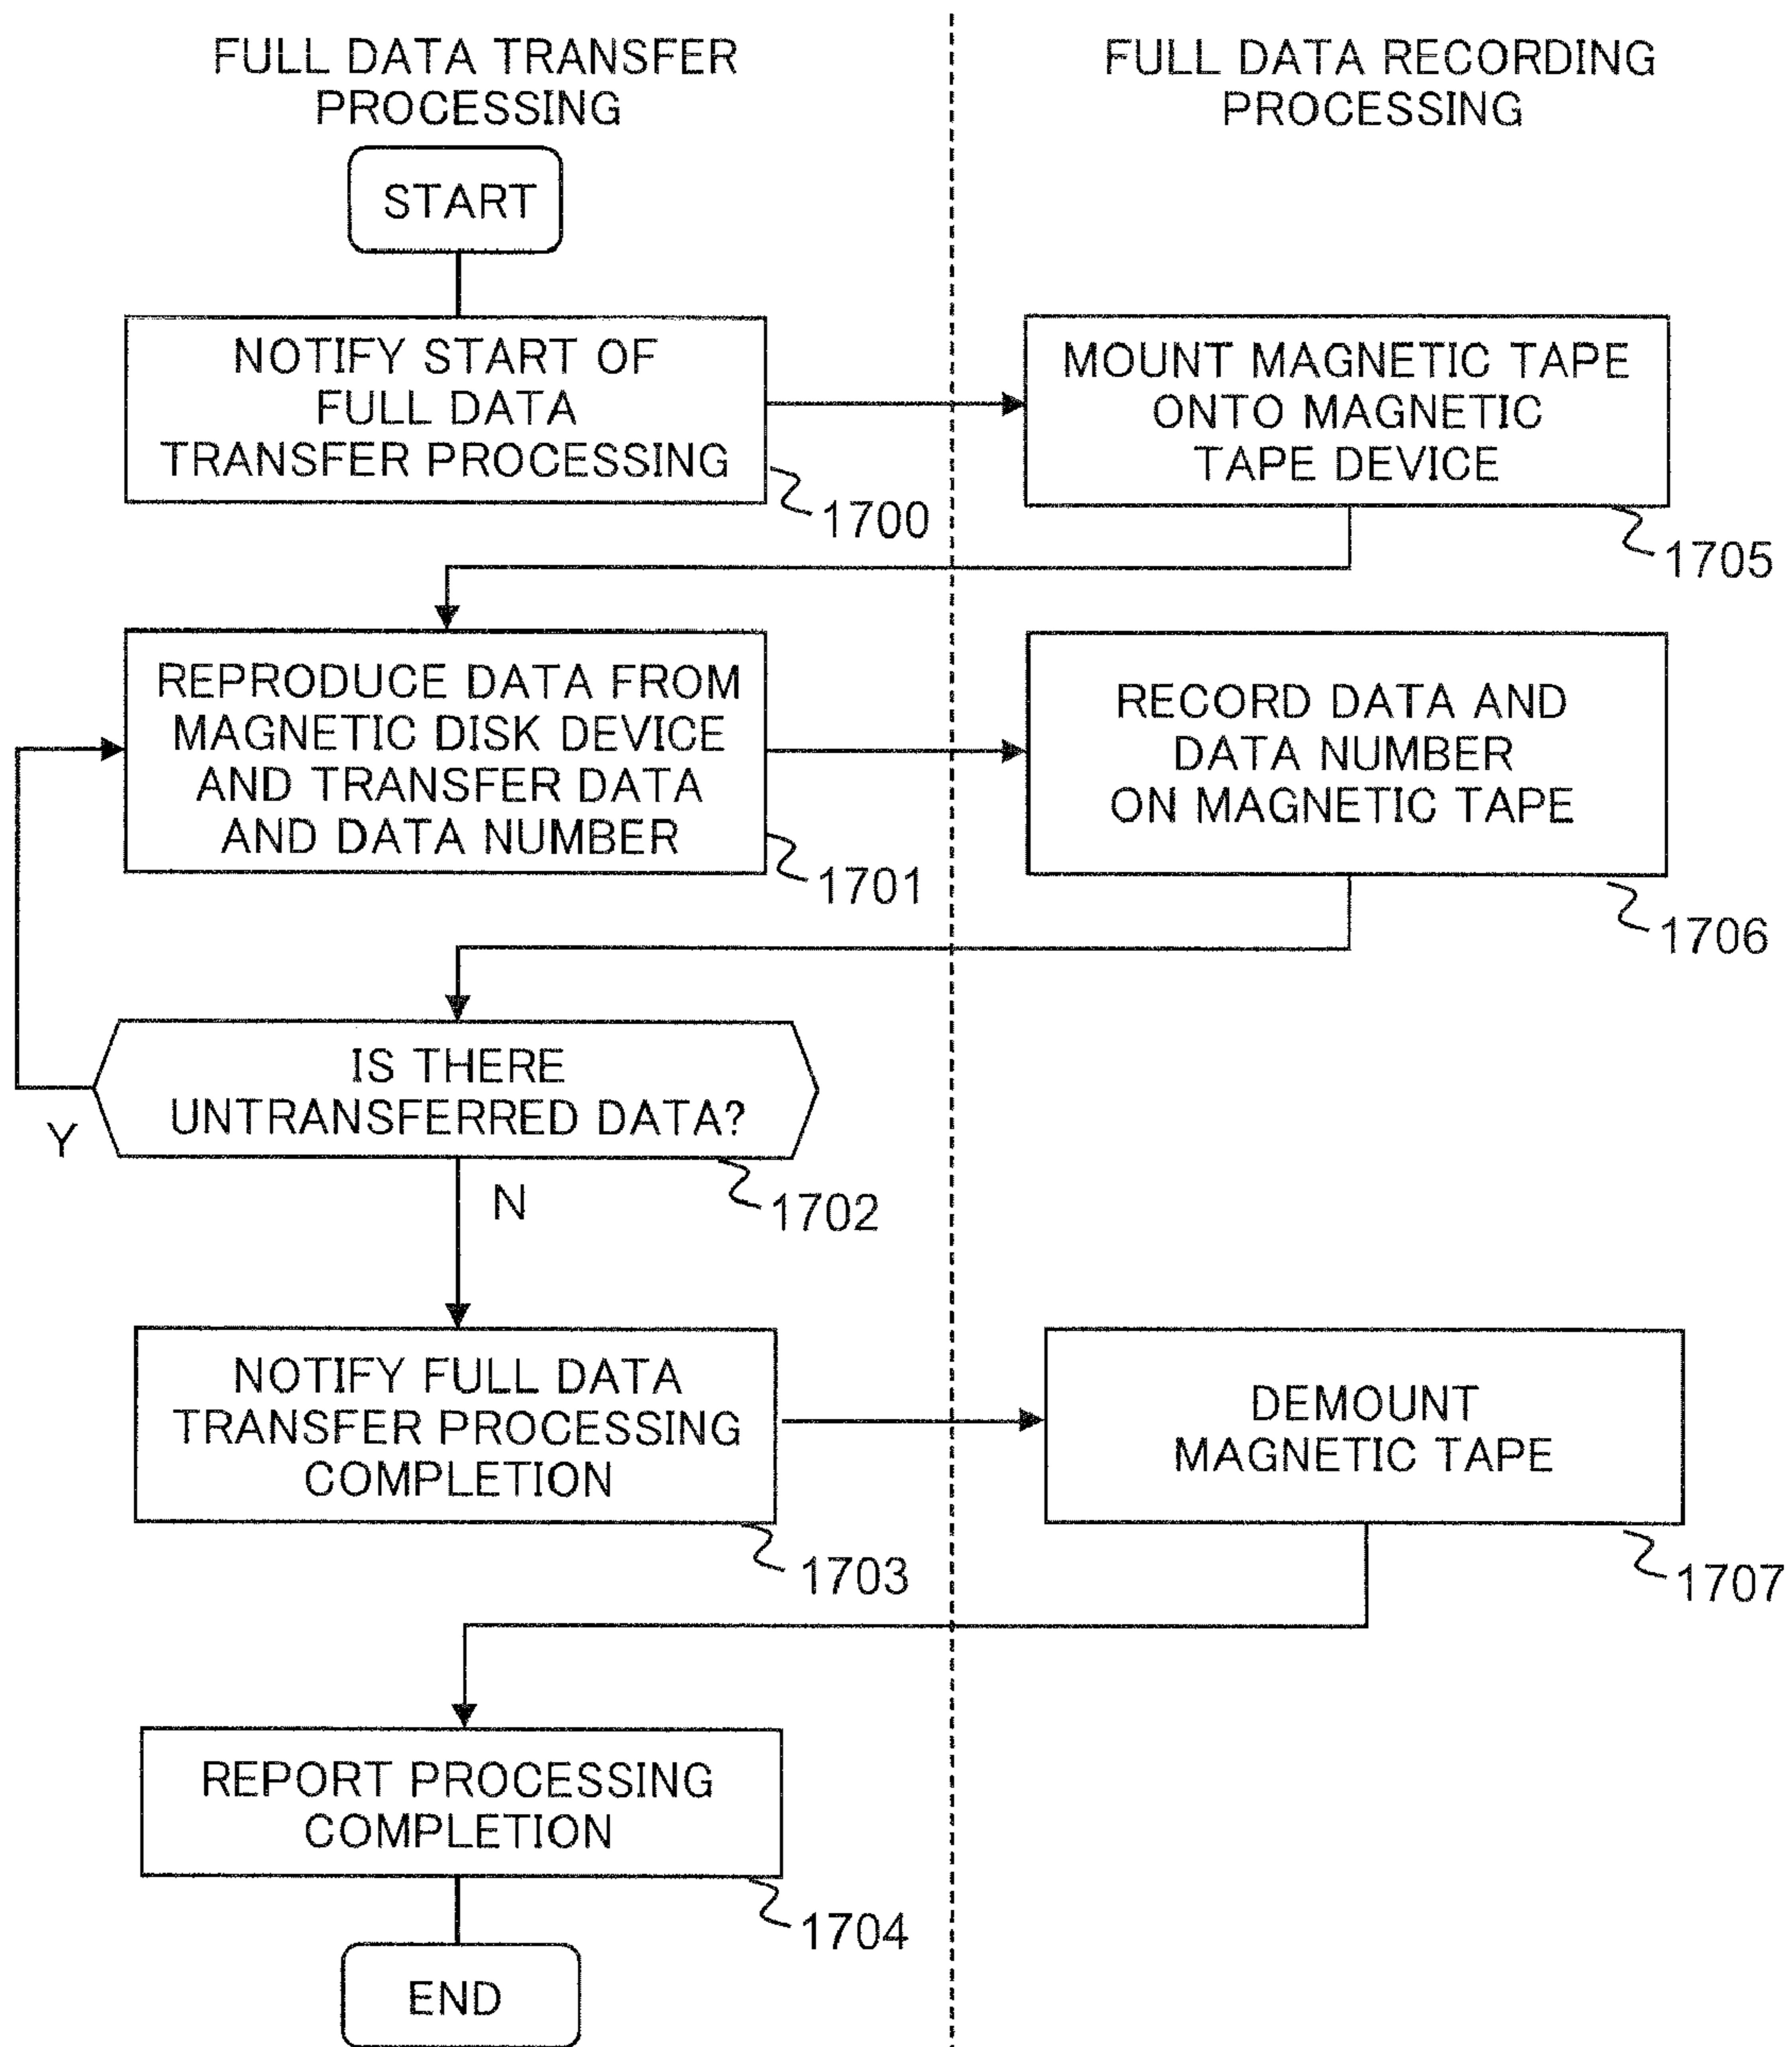 FULL DATA TRANSFER
PROCESSING
FULL DATA RECORDING
PROCESSING
START
NOTIFY START OF
FULL DATA
TRANSFER PROCESSING
1700
MOUNT MAGNETIC TAPE
ONTO MAGNETIC
TAPE DEVICE
1705
REPRODUCE DATA FROM
MAGNETIC DISK DEVICE
AND TRANSFER DATA
AND DATA NUMBER
1701
RECORD DATA AND
DATA NUMBER
ON MAGNETIC TAPE
1706
IS THERE
UNTRANSFERRED DATA?
Y
N
1702
NOTIFY FULL DATA
TRANSFER PROCESSING
COMPLETION
1703
DEMOUNT
MAGNETIC TAPE
1707
REPORT PROCESSING
COMPLETION
1704
END